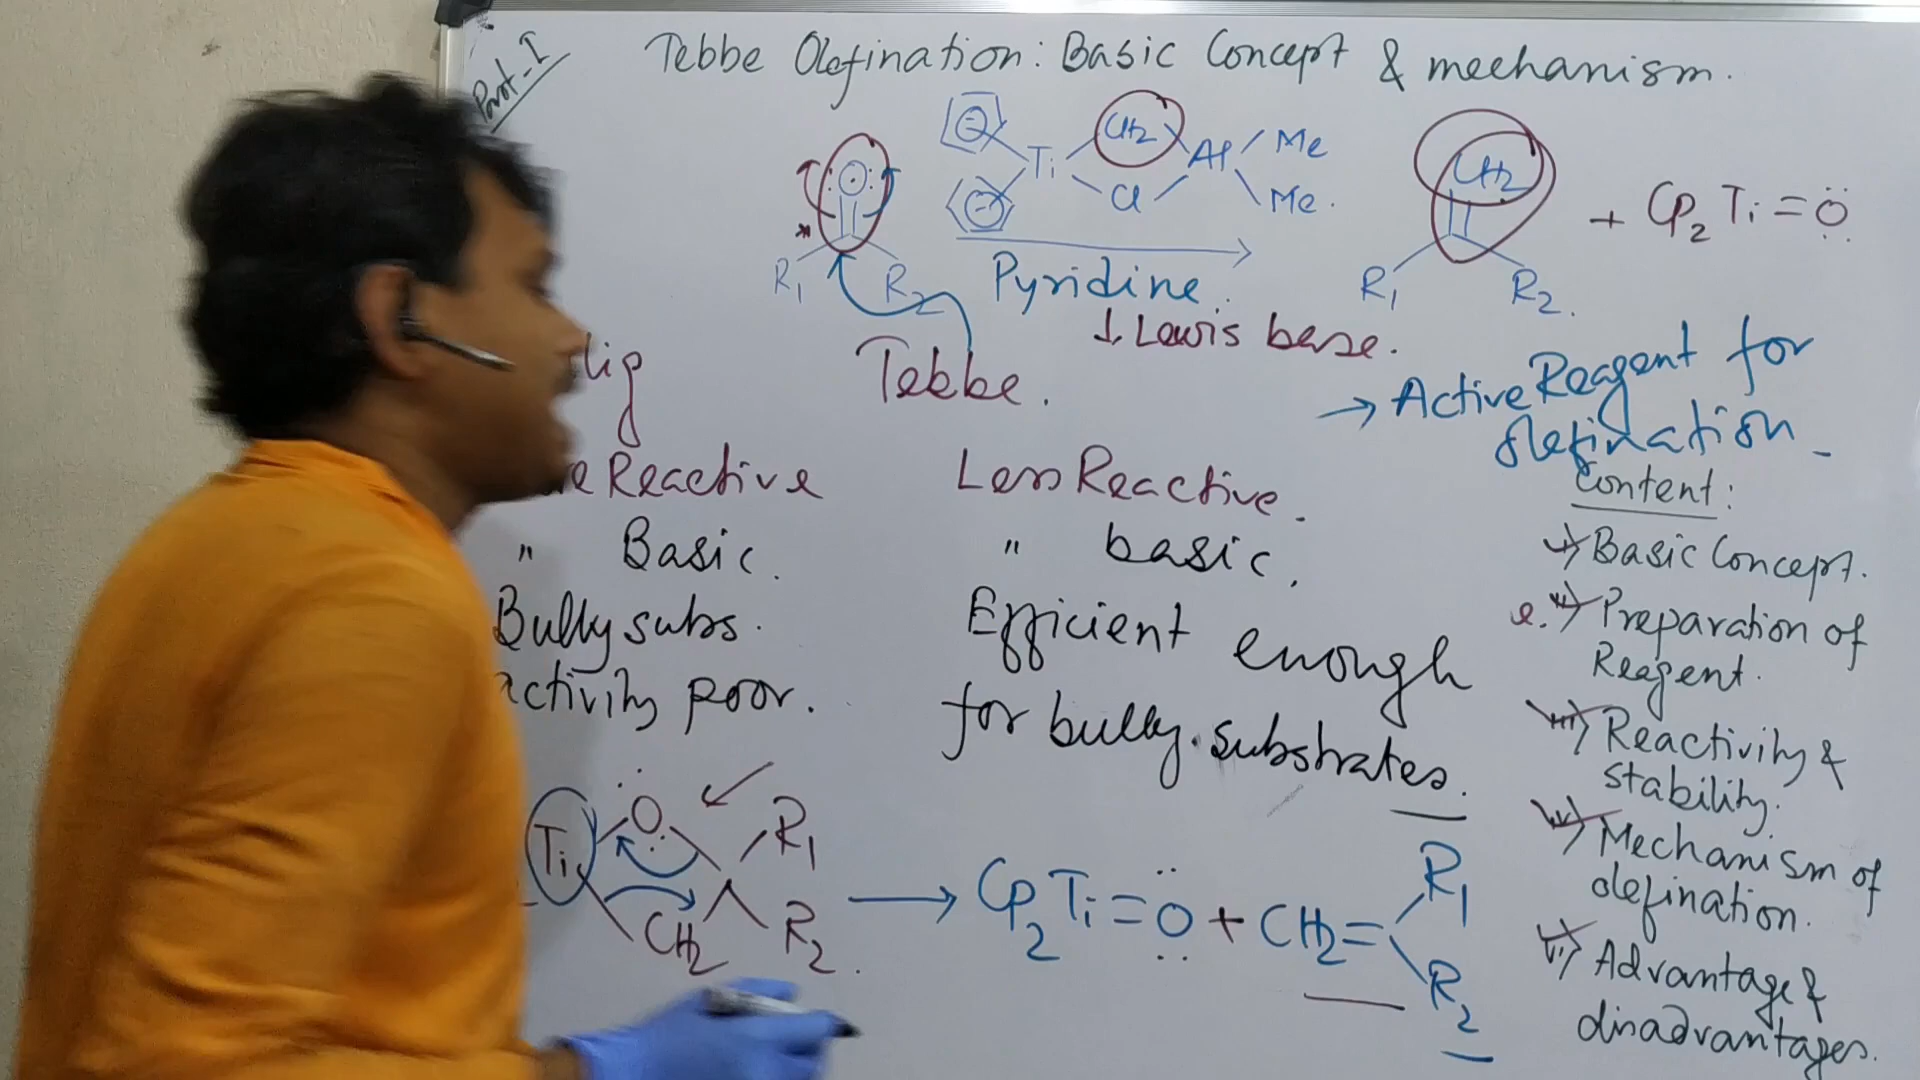 Part-I
Tebbe Olefination: Basic Concept & mechanism.
CH2 Me
Ti Al
Cl Me.
O
R1 R2
Pyridine.
↓ Lewis base.
CH2
R1 R2.
+ Cp2Ti=O
lig
Tebbe.
→ Active Reagent for
Olefination
e Reactive
Less Reactive.
" Basic.
" basic.
Bulky subs.
activity poor.
Efficient enough
for bulky substrates.
Content:
i) Basic Concept.
e. ii) Preparation of
Reagent.
iii) Reactivity &
stability.
iv) Mechanism of
olefination.
v) Advantage &
disadvantages.
Ti O R1
CH2 R2.
→ Cp2Ti=O + CH2= R1
R2